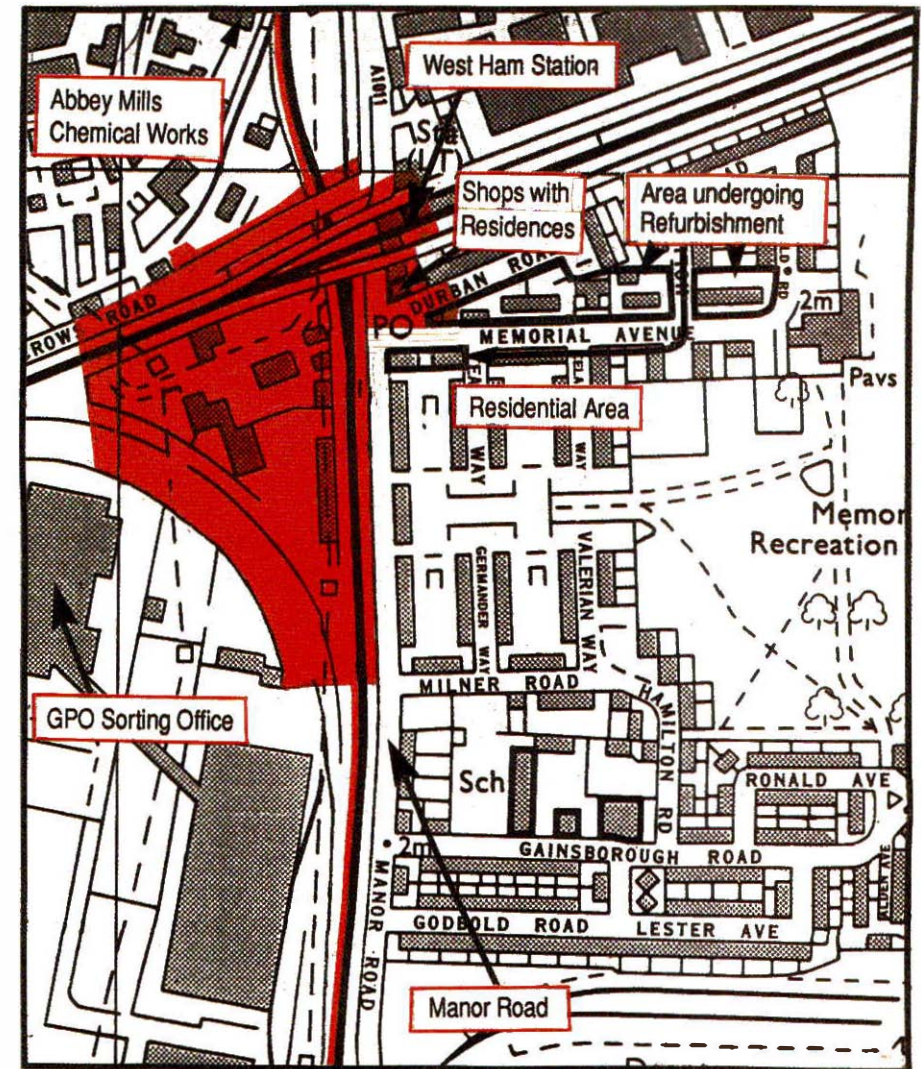 Abbey Mills
Chemical Works
A1011
West Ham Station
Sta
Shops with
Residences
Area undergoing
Refurbishment
ROAD
DURBAN ROAD
PO
MEMORIAL AVENUE
2m
RD
Pavs
Residential Area
WAY
WAY
Memor
Recreation
GERMANDER WAY
VALERIAN WAY
MILNER ROAD
HAMILTON RD
GPO Sorting Office
Sch
RONALD AVE
2m
GAINSBOROUGH ROAD
MANOR ROAD
GODBOLD ROAD
LESTER AVE
Manor Road